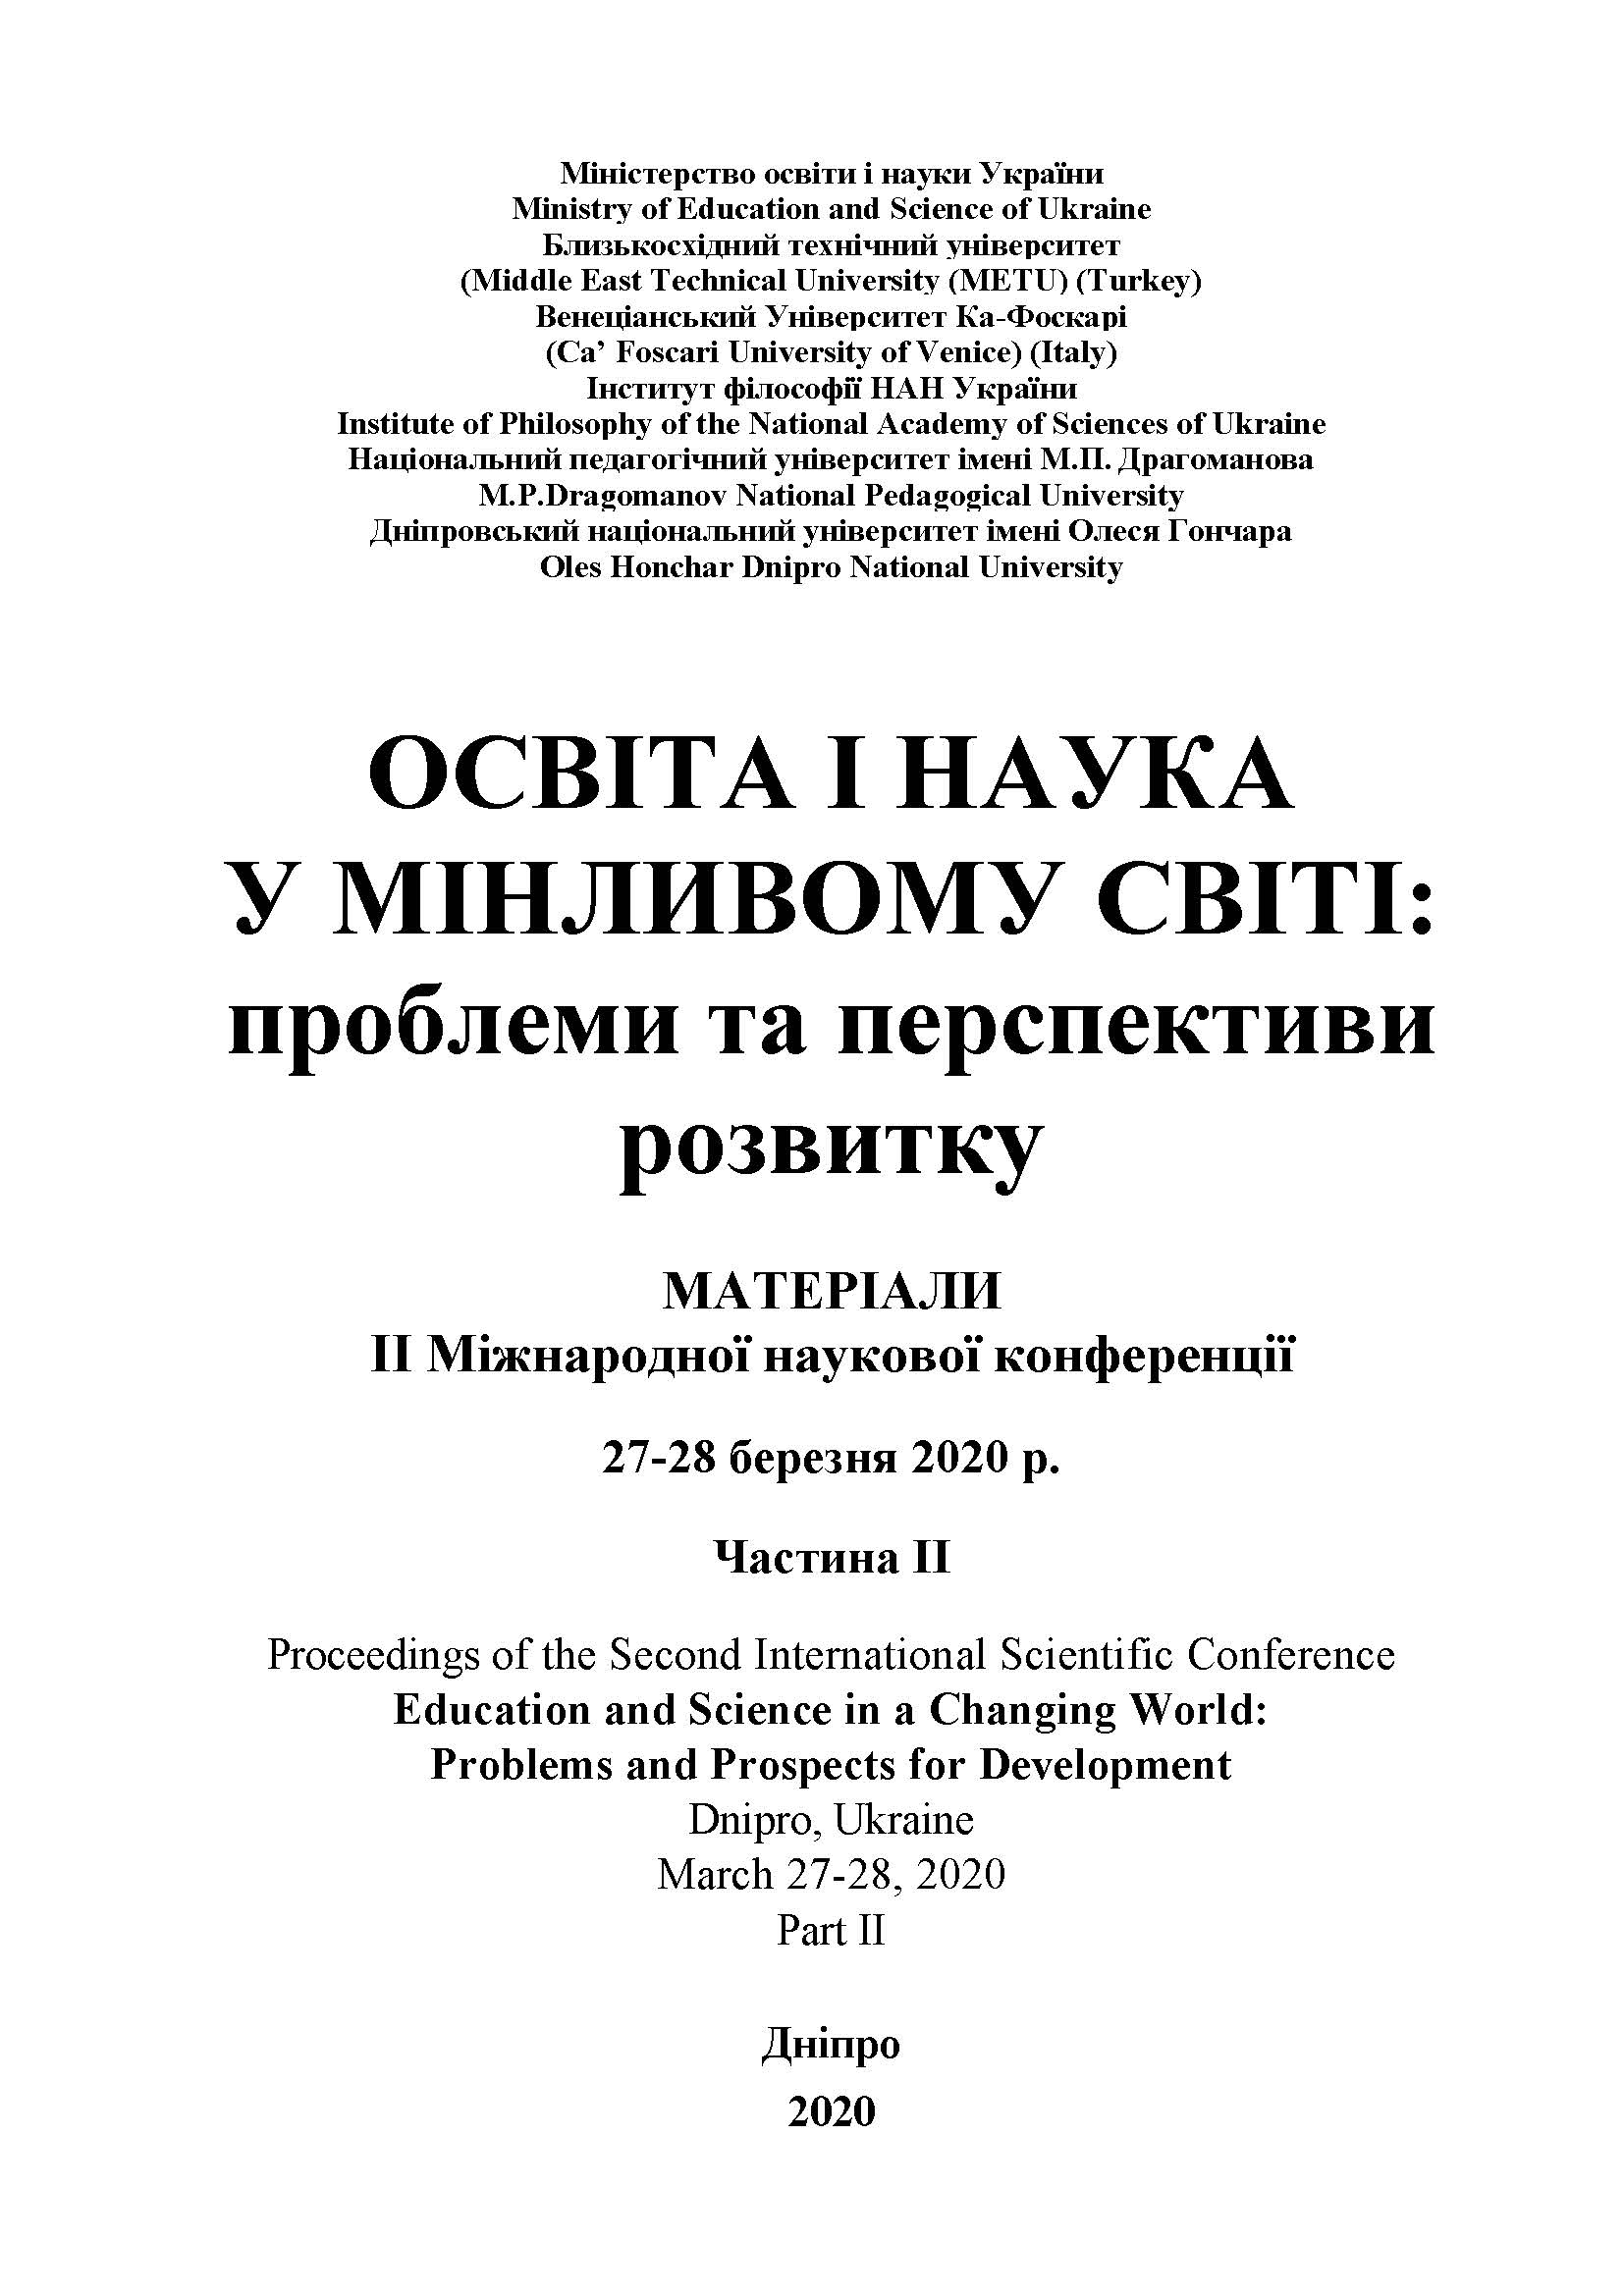 Міністерство освіти і науки України
Ministry of Education and Science of Ukraine
Близькосхідний технічний університет
(Middle East Technical University (METU) (Turkey)
Венеціанський Університет Ка-Фоскарі
(Ca’ Foscari University of Venice) (Italy)
Інститут філософії НАН України
Institute of Philosophy of the National Academy of Sciences of Ukraine
Національний педагогічний університет імені М.П. Драгоманова
M.P.Dragomanov National Pedagogical University
Дніпровський національний університет імені Олеся Гончара
Oles Honchar Dnipro National University
ОСВІТА І НАУКА
У МІНЛИВОМУ СВІТІ:
проблеми та перспективи
розвитку
МАТЕРІАЛИ
ІІ Міжнародної наукової конференції
27-28 березня 2020 р.
Частина ІІ
Proceedings of the Second International Scientific Conference
Education and Science in a Changing World:
Problems and Prospects for Development
Dnipro, Ukraine
March 27-28, 2020
Part II
Дніпро
2020